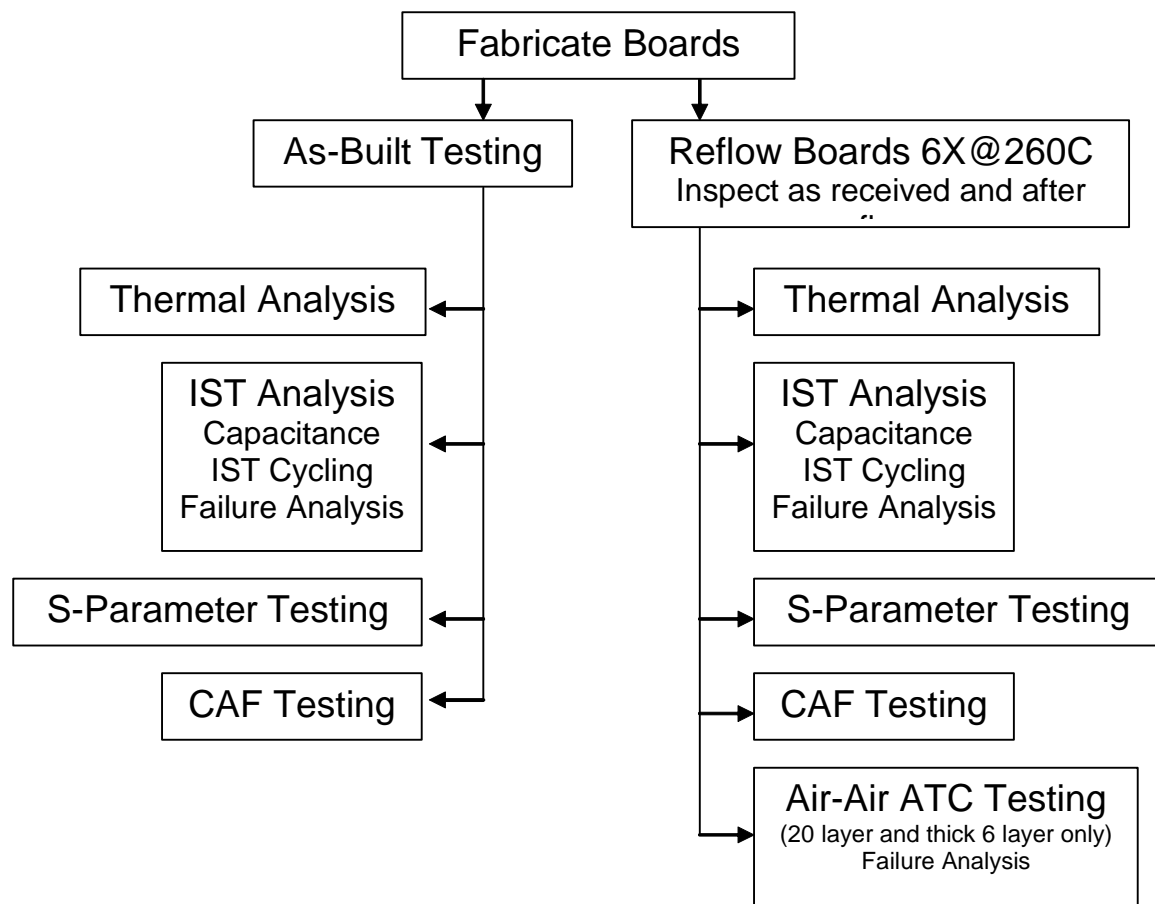 Fabricate Boards
As-Built Testing
Reflow Boards 6X@260C
Inspect as received and after
Thermal Analysis
IST Analysis
Capacitance
IST Cycling
Failure Analysis
S-Parameter Testing
CAF Testing
Thermal Analysis
IST Analysis
Capacitance
IST Cycling
Failure Analysis
S-Parameter Testing
CAF Testing
Air-Air ATC Testing
(20 layer and thick 6 layer only)
Failure Analysis